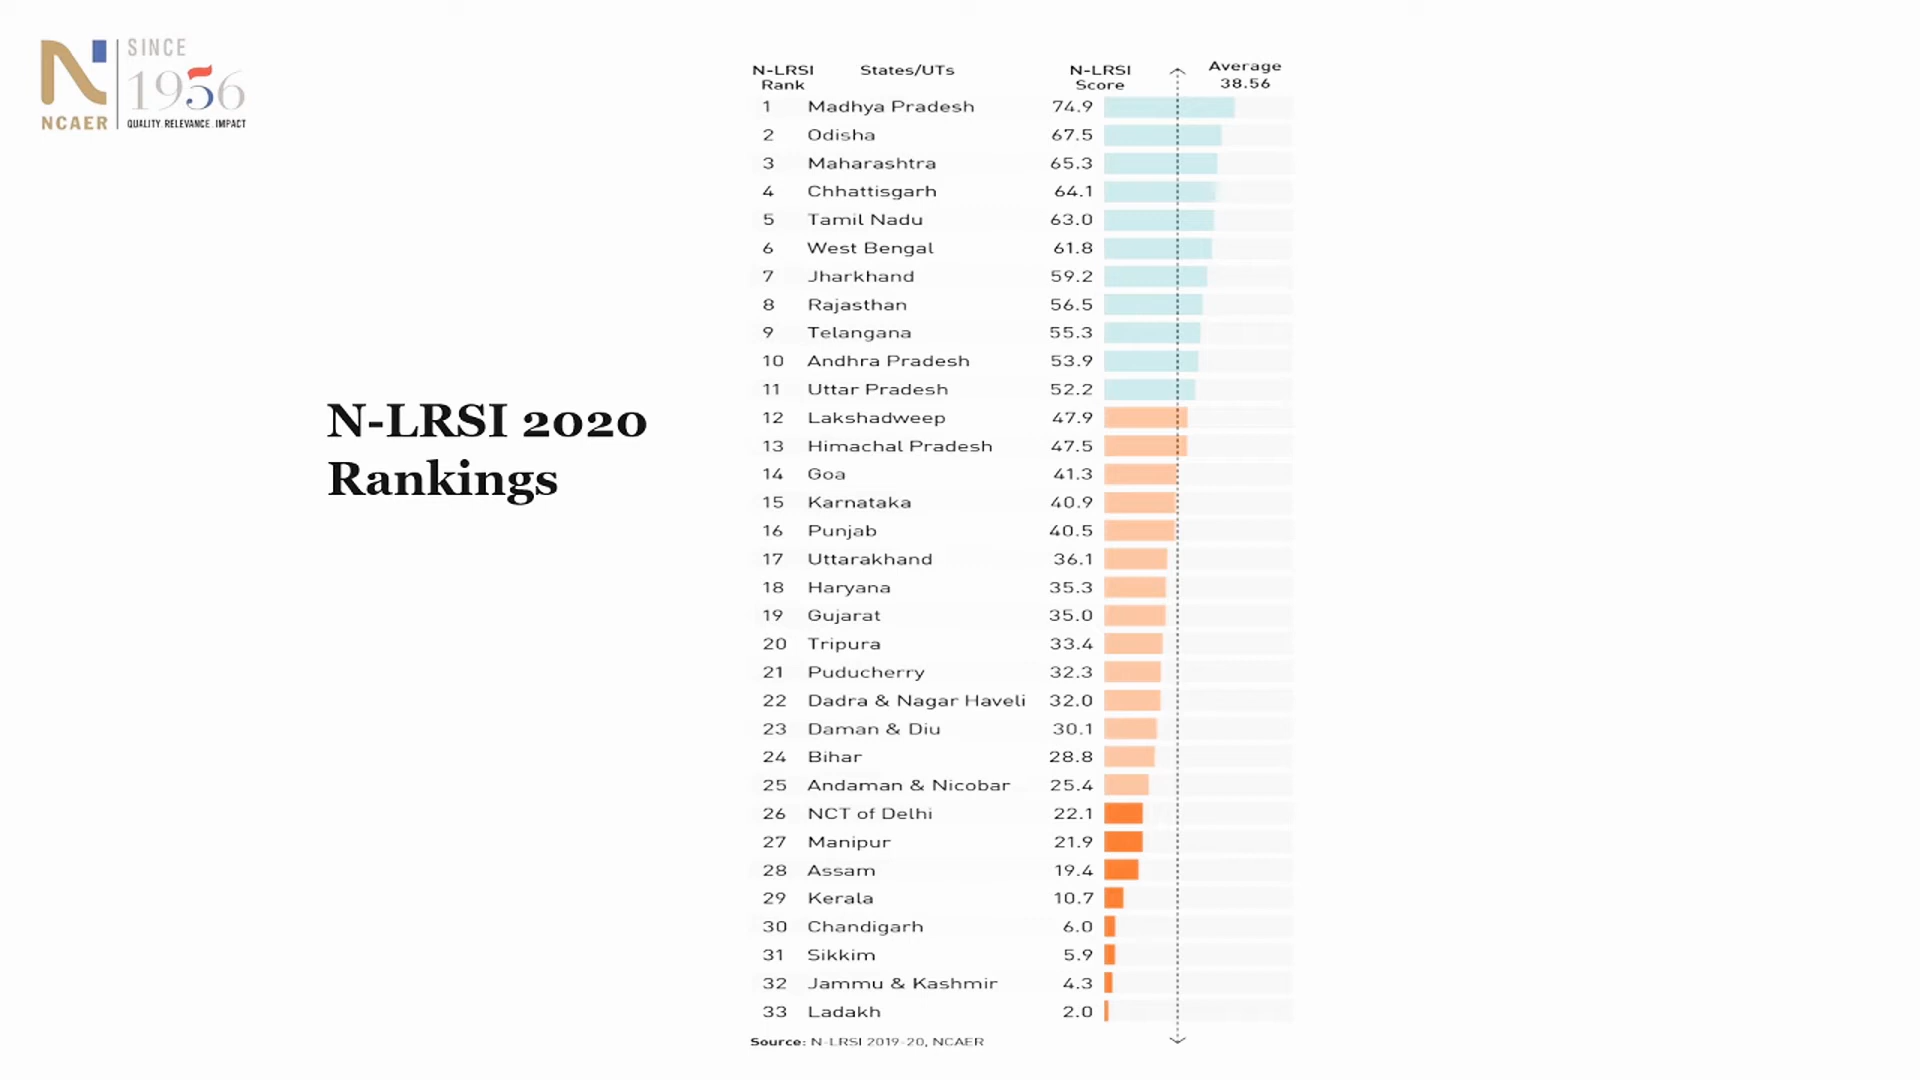 SINCE
1956
NCAER
QUALITY. RELEVANCE. IMPACT
N-LRSI 2020
Rankings
N-LRSI Rank States/UTs N-LRSI Score Average 38.56
1 Madhya Pradesh 74.9
2 Odisha 67.5
3 Maharashtra 65.3
4 Chhattisgarh 64.1
5 Tamil Nadu 63.0
6 West Bengal 61.8
7 Jharkhand 59.2
8 Rajasthan 56.5
9 Telangana 55.3
10 Andhra Pradesh 53.9
11 Uttar Pradesh 52.2
12 Lakshadweep 47.9
13 Himachal Pradesh 47.5
14 Goa 41.3
15 Karnataka 40.9
16 Punjab 40.5
17 Uttarakhand 36.1
18 Haryana 35.3
19 Gujarat 35.0
20 Tripura 33.4
21 Puducherry 32.3
22 Dadra & Nagar Haveli 32.0
23 Daman & Diu 30.1
24 Bihar 28.8
25 Andaman & Nicobar 25.4
26 NCT of Delhi 22.1
27 Manipur 21.9
28 Assam 19.4
29 Kerala 10.7
30 Chandigarh 6.0
31 Sikkim 5.9
32 Jammu & Kashmir 4.3
33 Ladakh 2.0
Source: N-LRSI 2019-20, NCAER